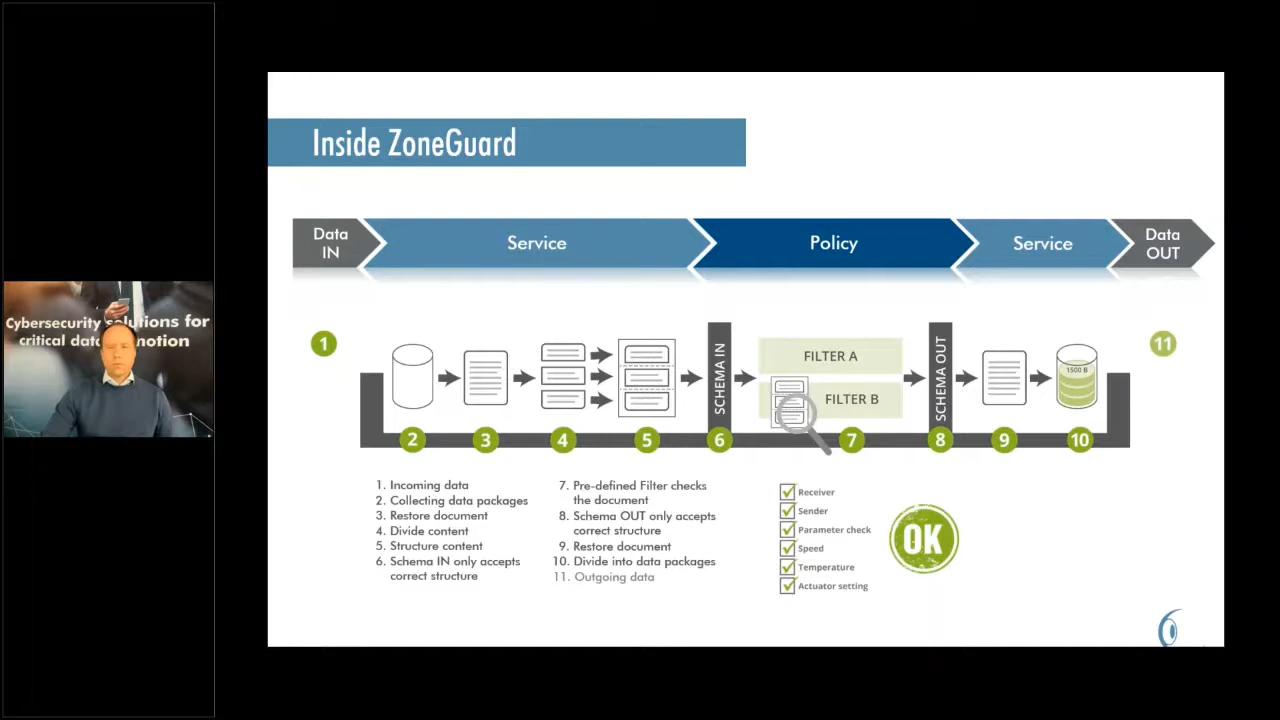 Inside ZoneGuard
Data
IN
Service
Policy
Service
Data
OUT
Cybersecurity solutions for
critical data motion
1
11
SCHEMA IN
FILTER A
FILTER B
SCHEMA OUT
1500 B
2
3
4
5
6
7
8
9
10
1. Incoming data
2. Collecting data packages
3. Restore document
4. Divide content
5. Structure content
6. Schema IN only accepts
correct structure
7. Pre-defined Filter checks
the document
8. Schema OUT only accepts
correct structure
9. Restore document
10. Divide into data packages
11. Outgoing data
Receiver
Sender
Parameter check
Speed
Temperature
Actuator setting
OK